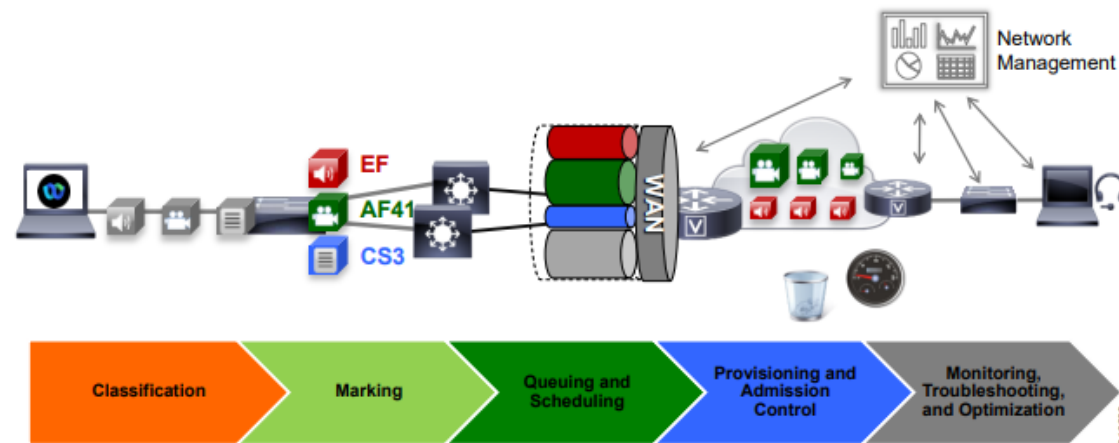 Network
Management
EF
AF41
CS3
WAN
V
V
Classification
Marking
Queuing and
Scheduling
Provisioning and
Admission
Control
Monitoring,
Troubleshooting,
and Optimization